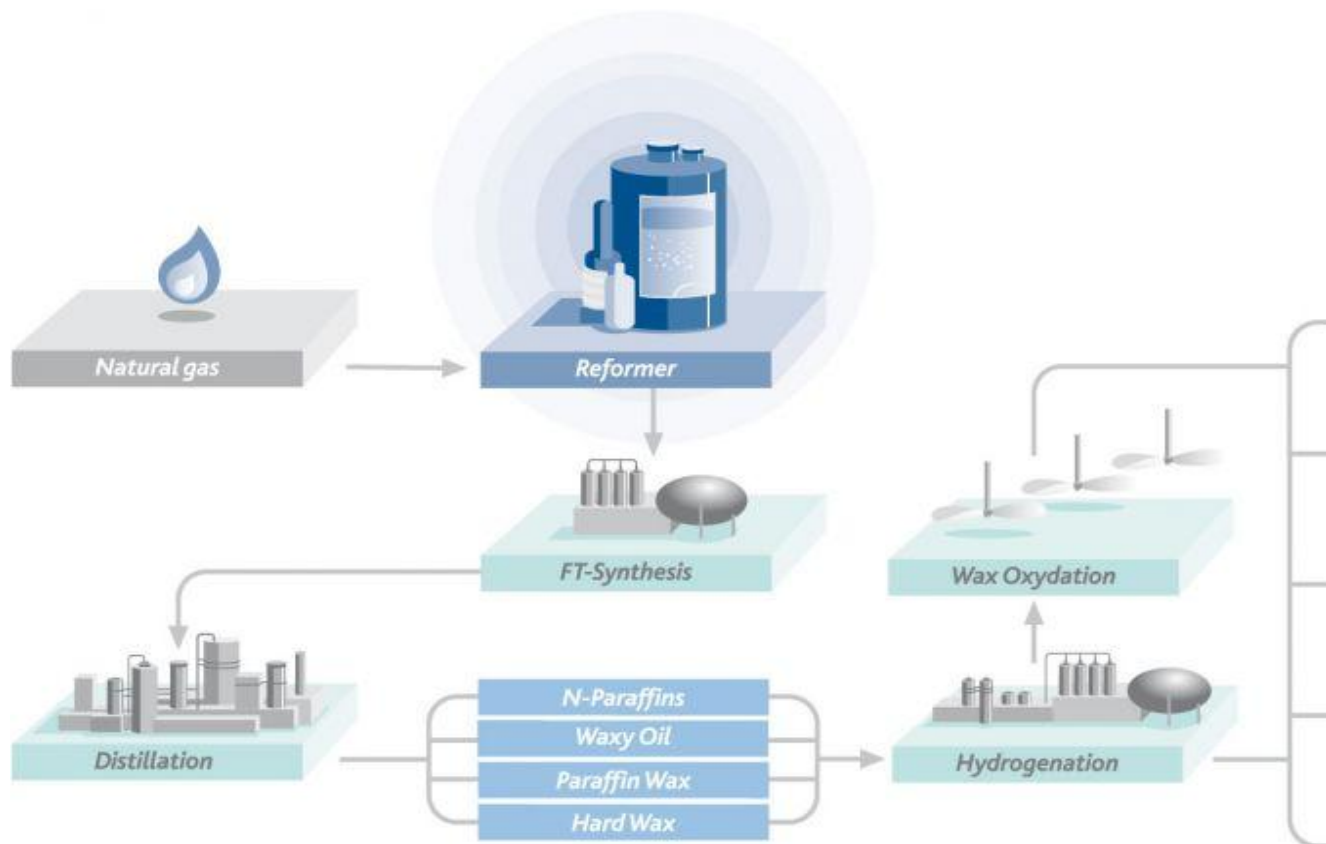 Natural gas
Reformer
FT-Synthesis
Wax Oxydation
Distillation
N-Paraffins
Waxy Oil
Paraffin Wax
Hard Wax
Hydrogenation